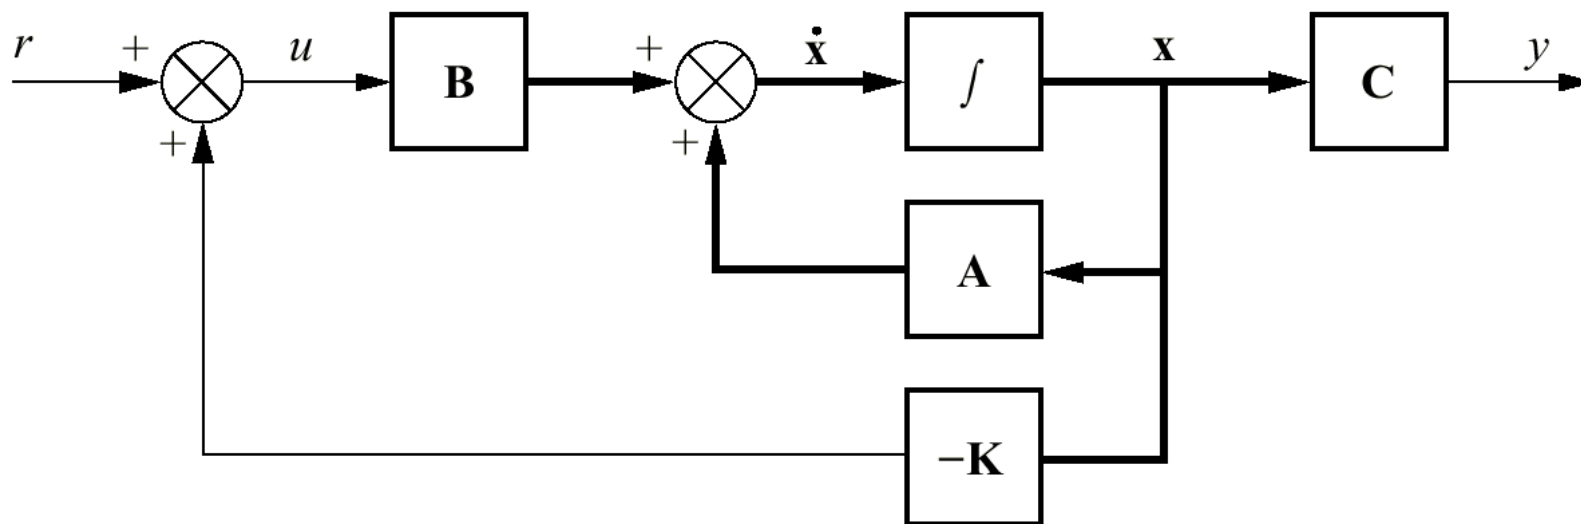 r + u B + ẋ ∫ x C y
+ +
A
−K